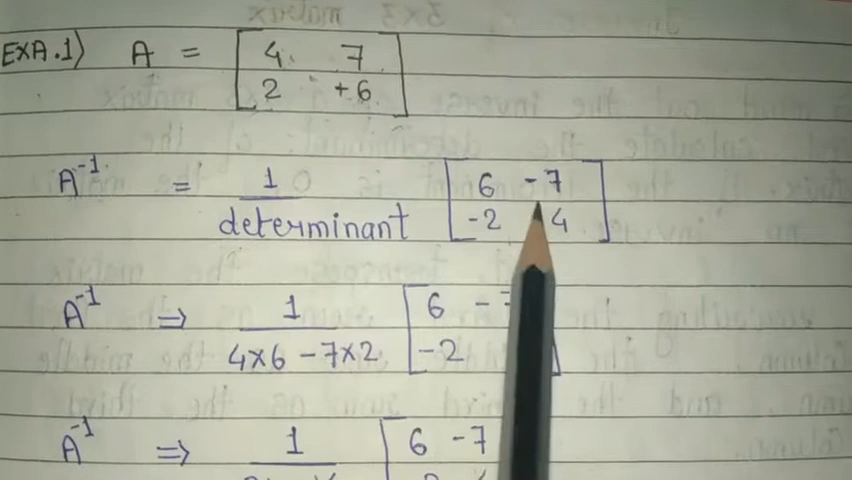 EXA.1) A = [ 4 7
2 +6 ]
A⁻¹ = 1 / determinant [ 6 -7
-2 4 ]
A⁻¹ ⇒ 1 / 4×6 -7×2 [ 6 -
-2 ]
A⁻¹ ⇒ 1 [ 6 -7